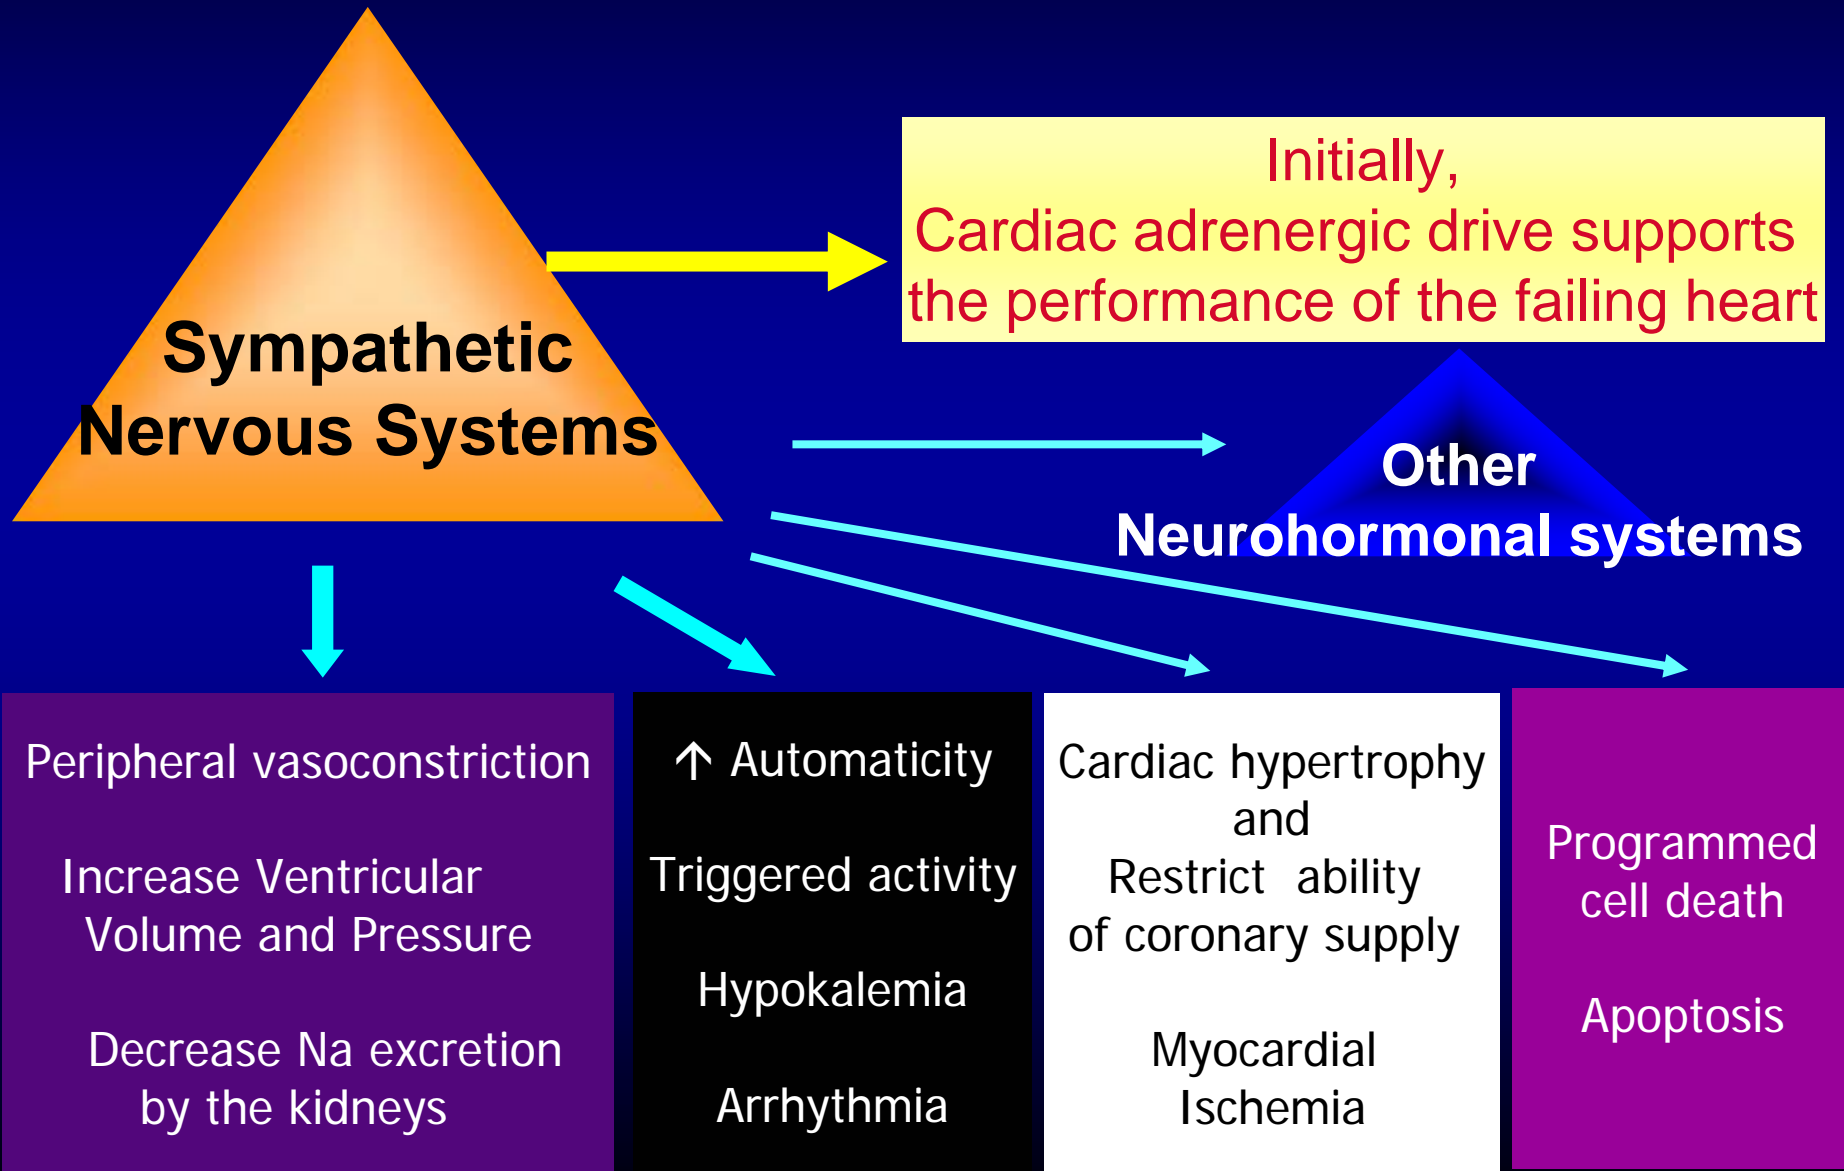 Initially,
Cardiac adrenergic drive supports
the performance of the failing heart
Sympathetic
Nervous Systems
Other
Neurohormonal systems
Peripheral vasoconstriction
Increase Ventricular
Volume and Pressure
Decrease Na excretion
by the kidneys
↑ Automaticity
Triggered activity
Hypokalemia
Arrhythmia
Cardiac hypertrophy
and
Restrict ability
of coronary supply
Myocardial
Ischemia
Programmed
cell death
Apoptosis